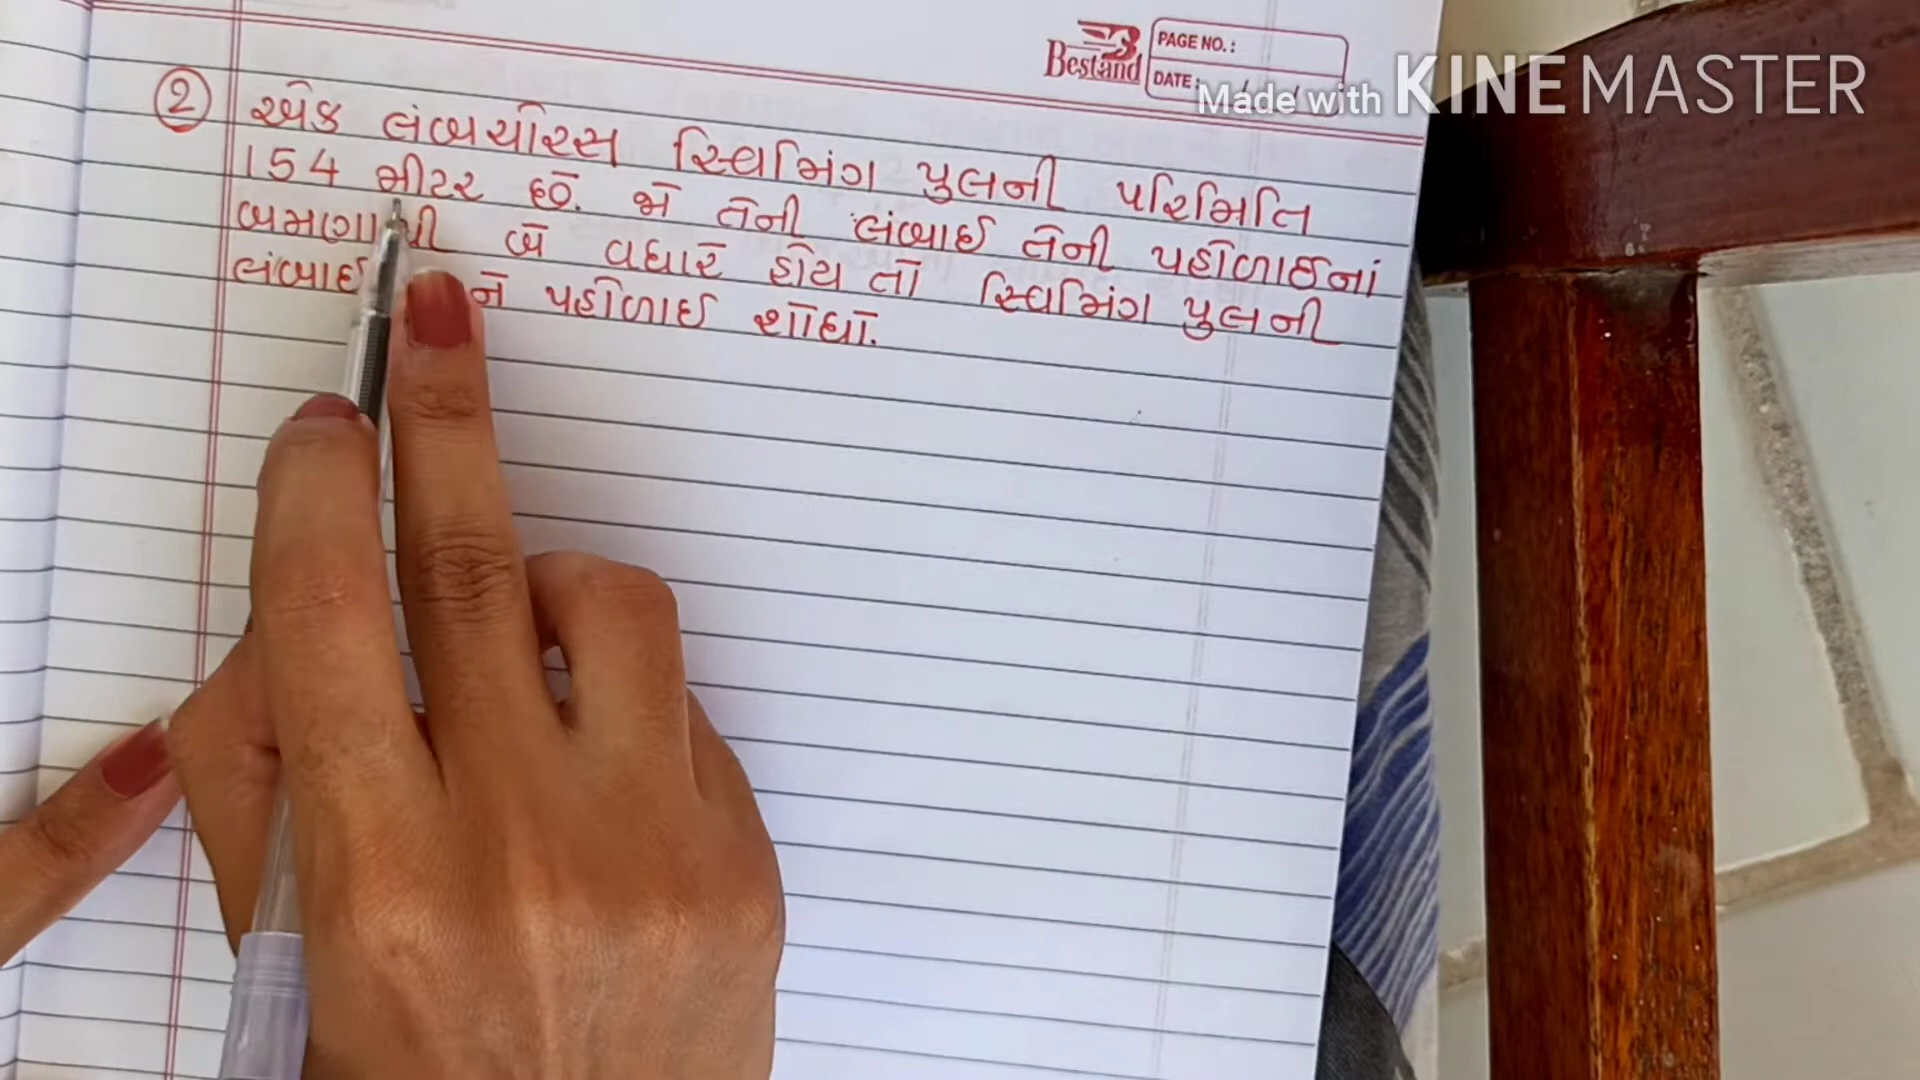 Bestand
PAGE NO.:
DATE:
Made with KINEMASTER
2 એક લંબચોરસ સ્વિમિંગ પુલની પરિમિતિ
154 મીટર છે. જો તેની લંબાઈ તેની પહોળાઈનાં
બે વધારે હોય તો સ્વિમિંગ પુલની
પહોળાઈ શોધો.